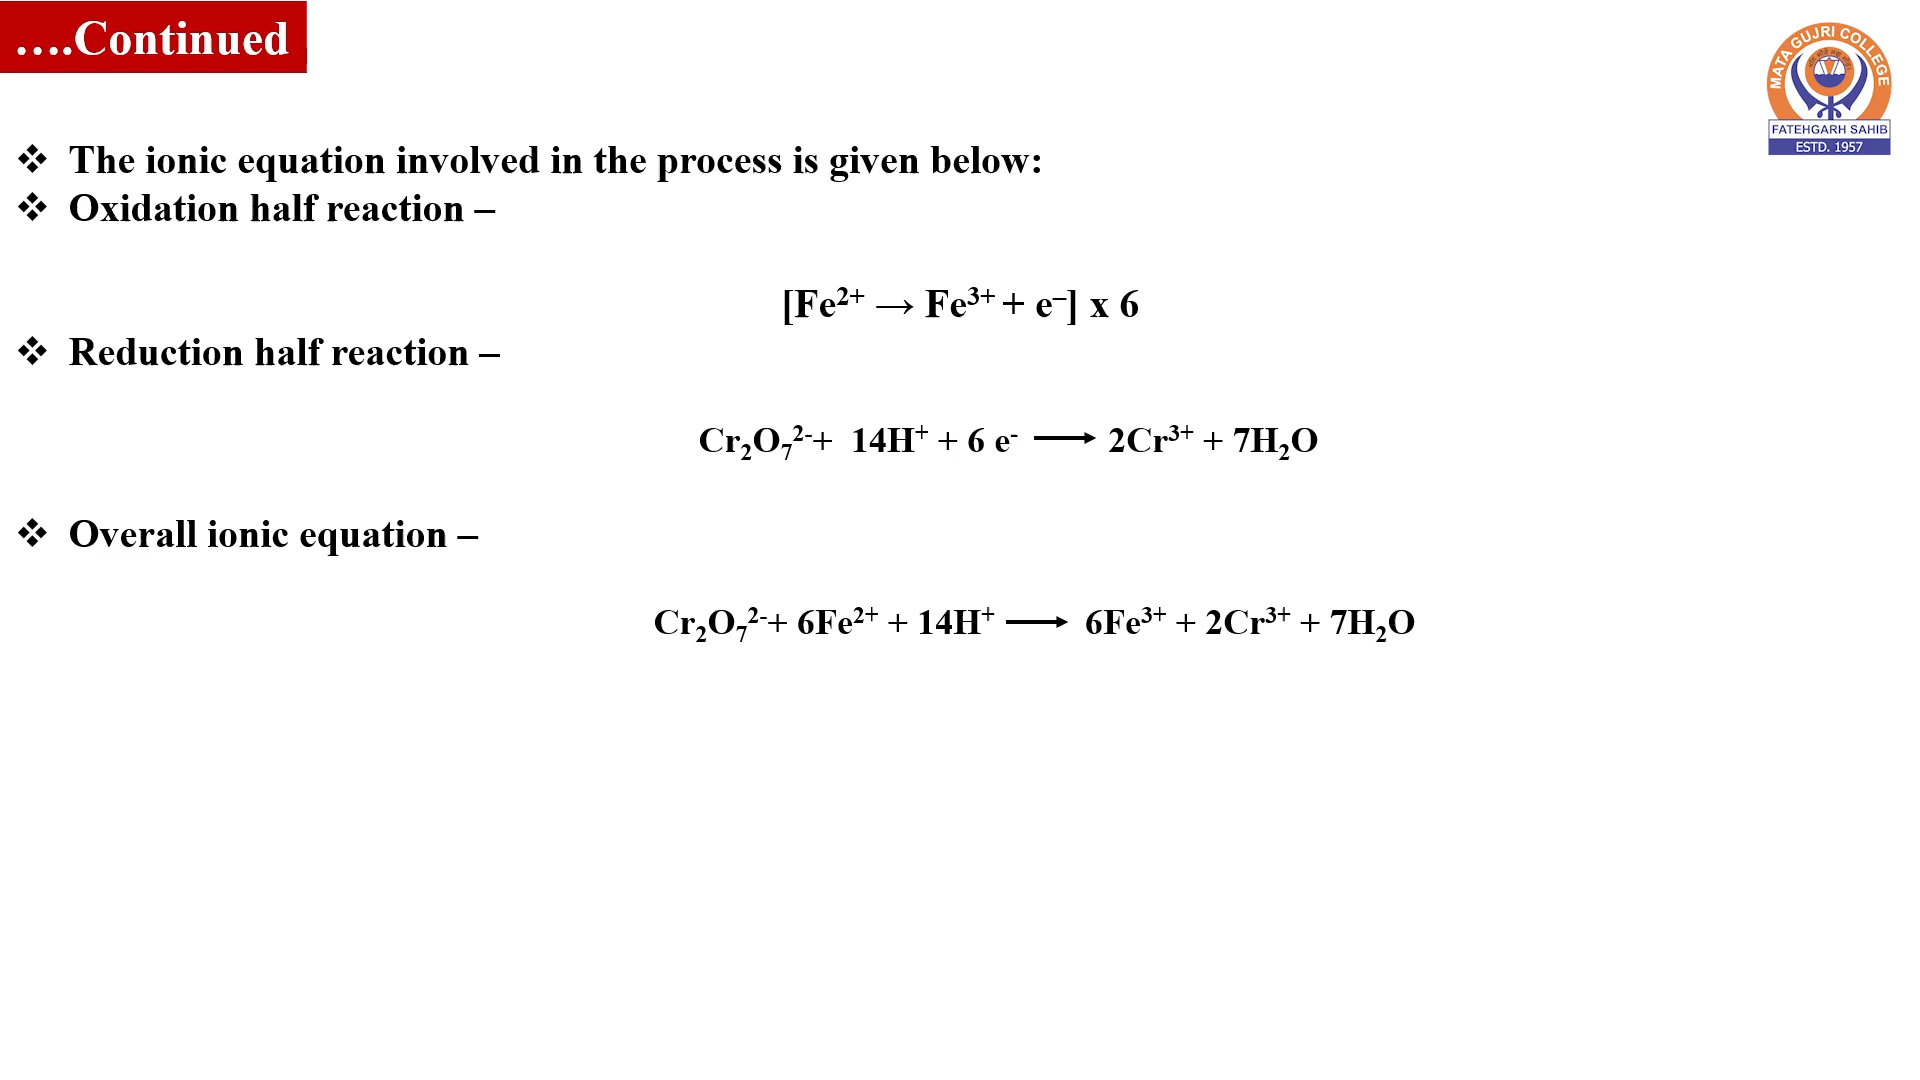 ….Continued
MATA GUJRI COLLEGE
FATEHGARH SAHIB
ESTD. 1957
❖ The ionic equation involved in the process is given below:
❖ Oxidation half reaction –
[Fe²⁺ → Fe³⁺ + e⁻] x 6
❖ Reduction half reaction –
Cr₂O₇²⁻+ 14H⁺ + 6 e⁻ ⟶ 2Cr³⁺ + 7H₂O
❖ Overall ionic equation –
Cr₂O₇²⁻+ 6Fe²⁺ + 14H⁺ ⟶ 6Fe³⁺ + 2Cr³⁺ + 7H₂O